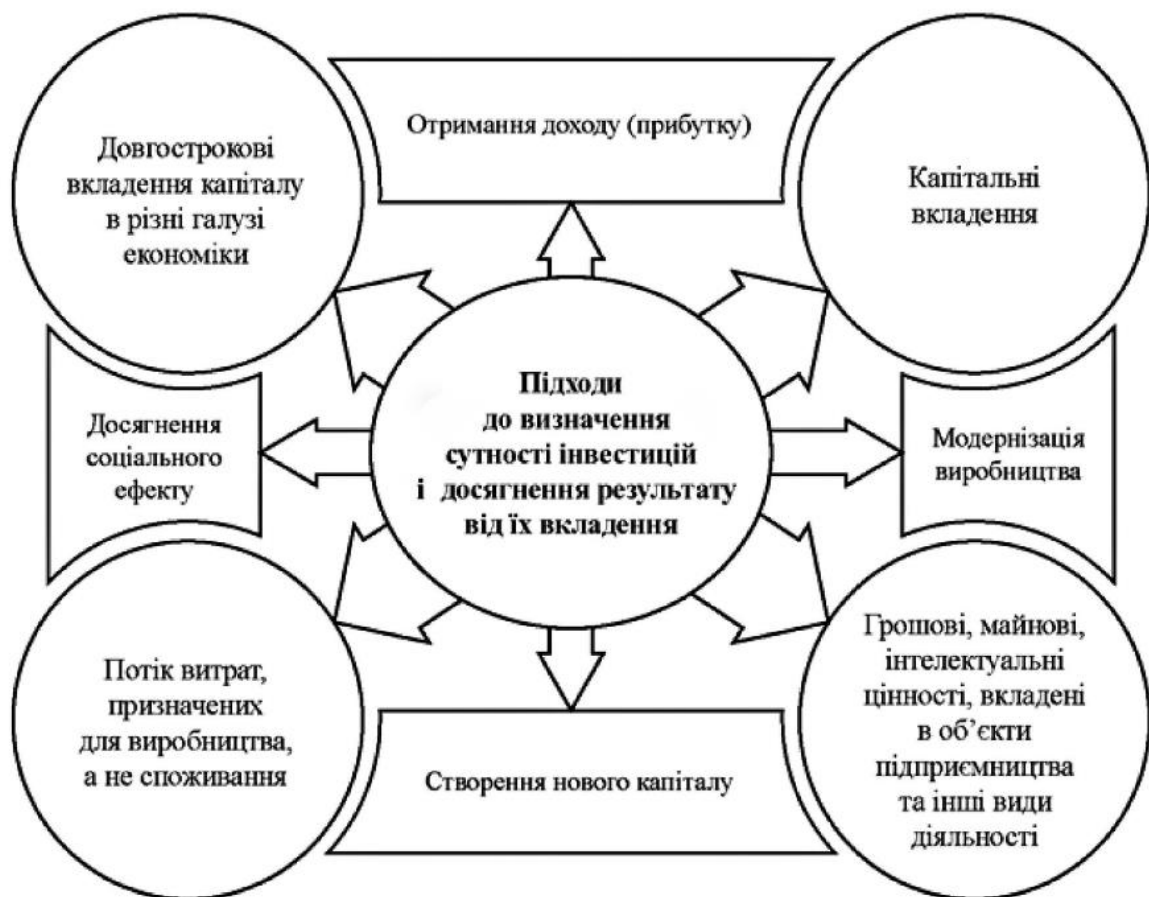 Отримання доходу (прибутку)
Довгострокові
вкладення капіталу
в різні галузі
економіки
Капітальні
вкладення
Підходи
до визначення
сутності інвестицій
і досягнення результату
від їх вкладення
Досягнення
соціального
ефекту
Модернізація
виробництва
Потік витрат,
призначених
для виробництва,
а не споживання
Створення нового капіталу
Грошові, майнові,
інтелектуальні
цінності, вкладені
в об’єкти
підприємництва
та інші види
діяльності